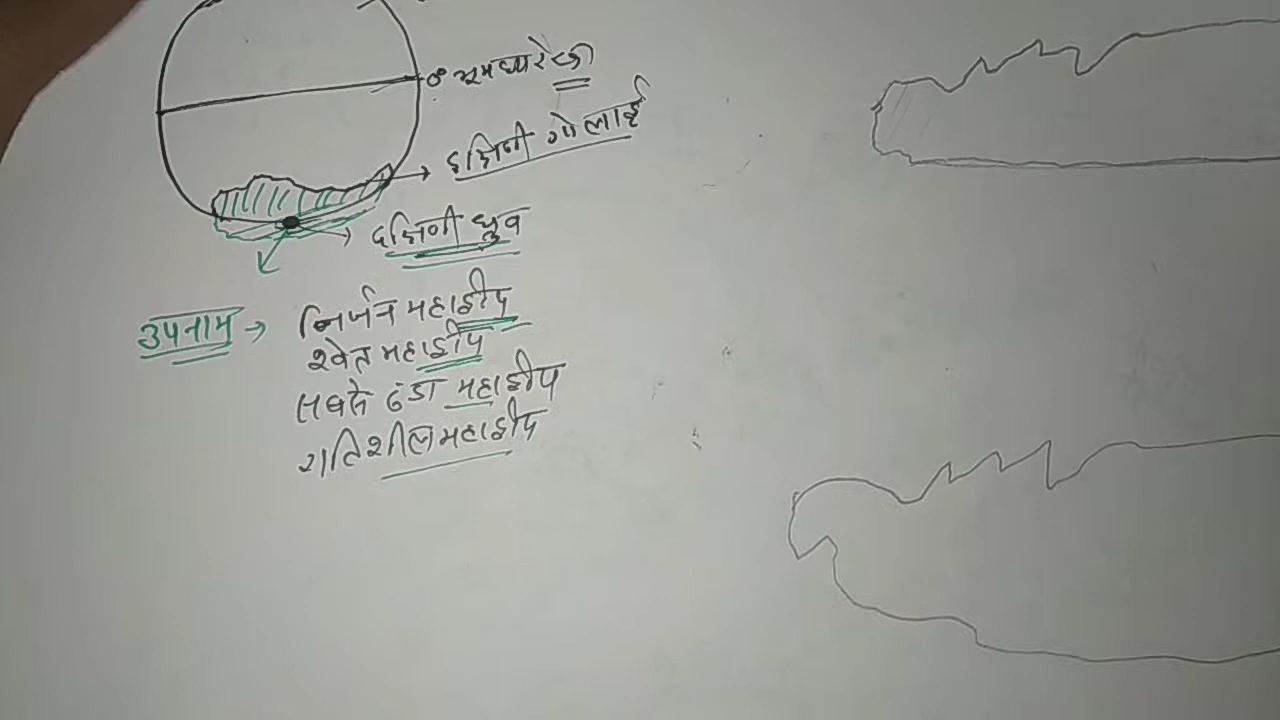 0° भूमध्यरेखा
दक्षिणी गोलार्द्ध
दक्षिणी ध्रुव
उपनाम → निर्जन महाद्वीप
श्वेत महाद्वीप
सबसे ठंडा महाद्वीप
गतिशील महाद्वीप